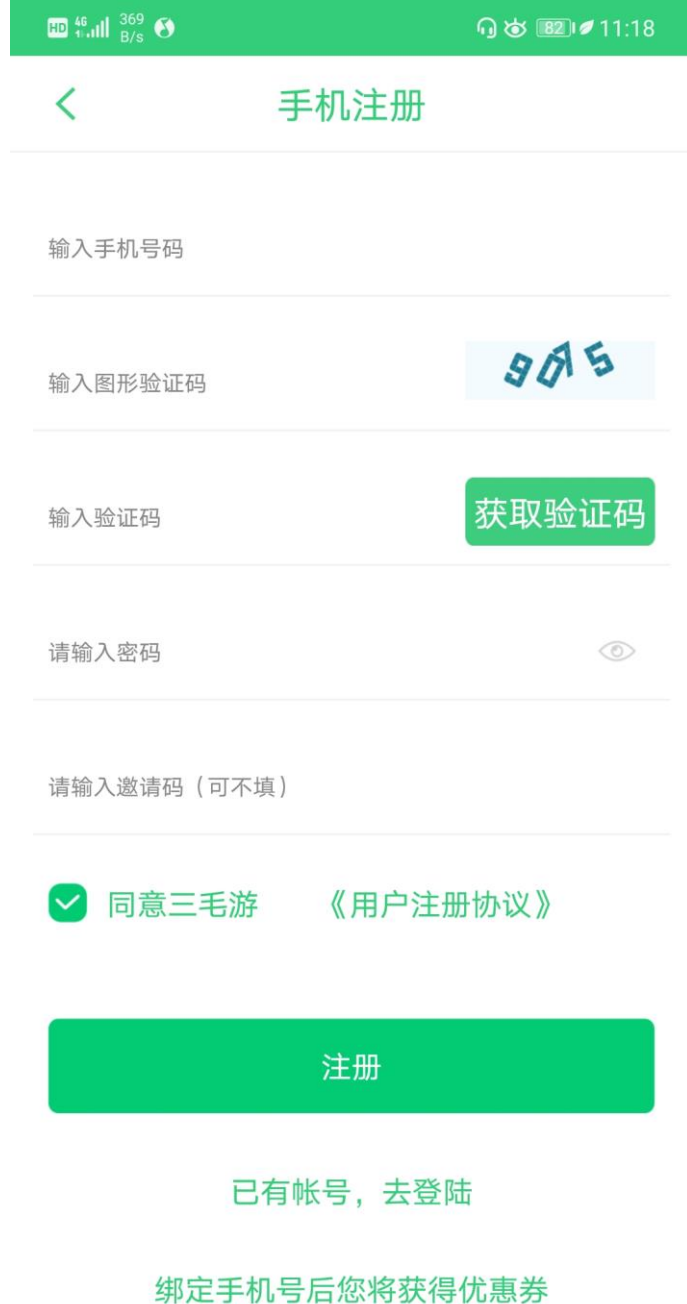 HD 46 369 B/s 82 11:18
手机注册
输入手机号码
输入图形验证码
输入验证码 获取验证码
请输入密码
请输入邀请码（可不填）
同意三毛游 《用户注册协议》
注册
已有帐号，去登陆
绑定手机号后您将获得优惠券